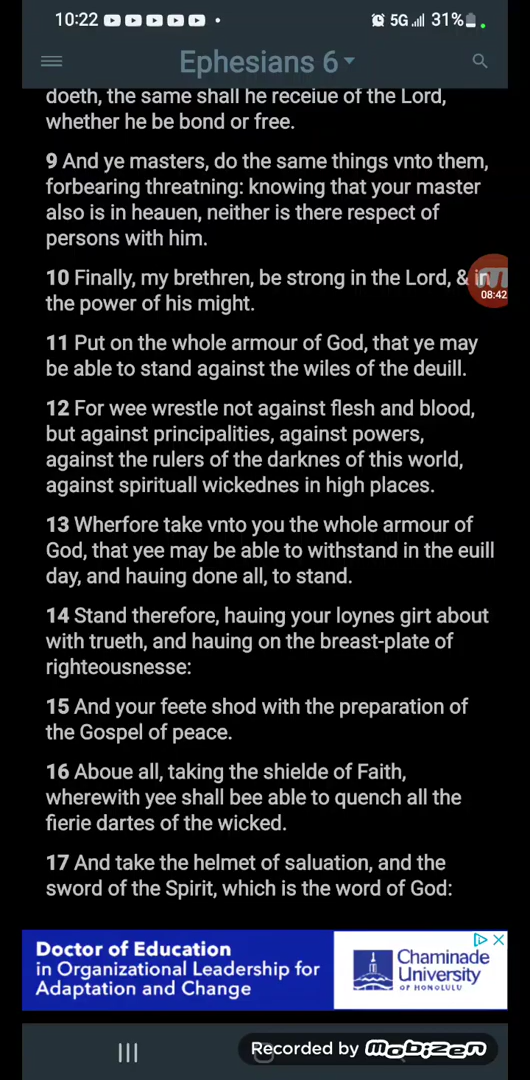 10:22
5G 31%
Ephesians 6
doeth, the same shall he receiue of the Lord,
whether he be bond or free.
9 And ye masters, do the same things vnto them,
forbearing threatning: knowing that your master
also is in heauen, neither is there respect of
persons with him.
10 Finally, my brethren, be strong in the Lord, & in
the power of his might.
08:42
11 Put on the whole armour of God, that ye may
be able to stand against the wiles of the deuill.
12 For wee wrestle not against flesh and blood,
but against principalities, against powers,
against the rulers of the darknes of this world,
against spirituall wickednes in high places.
13 Wherfore take vnto you the whole armour of
God, that yee may be able to withstand in the euill
day, and hauing done all, to stand.
14 Stand therefore, hauing your loynes girt about
with trueth, and hauing on the breast-plate of
righteousnesse:
15 And your feete shod with the preparation of
the Gospel of peace.
16 Aboue all, taking the shielde of Faith,
wherewith yee shall bee able to quench all the
fierie dartes of the wicked.
17 And take the helmet of saluation, and the
sword of the Spirit, which is the word of God:
Doctor of Education
in Organizational Leadership for
Adaptation and Change
Chaminade
University
OF HONOLULU
Recorded by mobizen